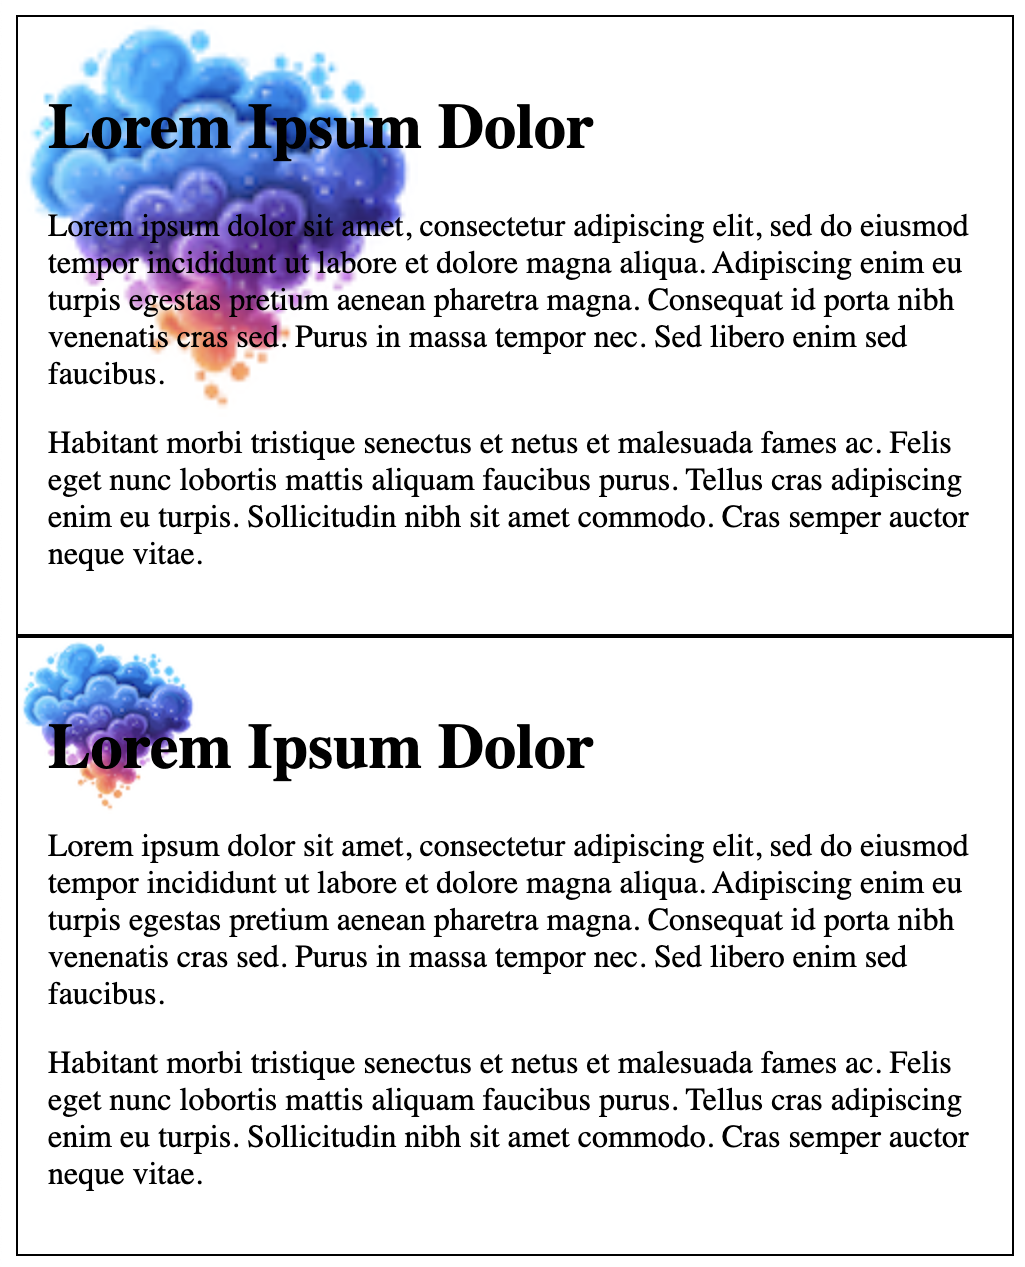 Lorem Ipsum Dolor
Lorem ipsum dolor sit amet, consectetur adipiscing elit, sed do eiusmod
tempor incididunt ut labore et dolore magna aliqua. Adipiscing enim eu
turpis egestas pretium aenean pharetra magna. Consequat id porta nibh
venenatis cras sed. Purus in massa tempor nec. Sed libero enim sed
faucibus.
Habitant morbi tristique senectus et netus et malesuada fames ac. Felis
eget nunc lobortis mattis aliquam faucibus purus. Tellus cras adipiscing
enim eu turpis. Sollicitudin nibh sit amet commodo. Cras semper auctor
neque vitae.
Lorem Ipsum Dolor
Lorem ipsum dolor sit amet, consectetur adipiscing elit, sed do eiusmod
tempor incididunt ut labore et dolore magna aliqua. Adipiscing enim eu
turpis egestas pretium aenean pharetra magna. Consequat id porta nibh
venenatis cras sed. Purus in massa tempor nec. Sed libero enim sed
faucibus.
Habitant morbi tristique senectus et netus et malesuada fames ac. Felis
eget nunc lobortis mattis aliquam faucibus purus. Tellus cras adipiscing
enim eu turpis. Sollicitudin nibh sit amet commodo. Cras semper auctor
neque vitae.